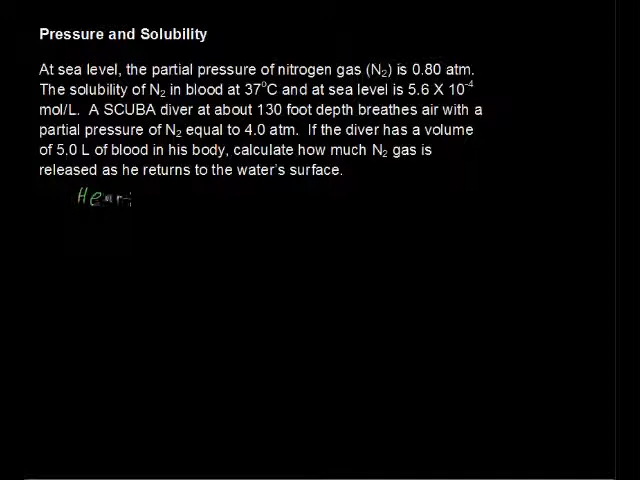 Pressure and Solubility
At sea level, the partial pressure of nitrogen gas (N₂) is 0.80 atm.
The solubility of N₂ in blood at 37°C and at sea level is 5.6 X 10⁻⁴
mol/L. A SCUBA diver at about 130 foot depth breathes air with a
partial pressure of N₂ equal to 4.0 atm. If the diver has a volume
of 5.0 L of blood in his body, calculate how much N₂ gas is
released as he returns to the water's surface.